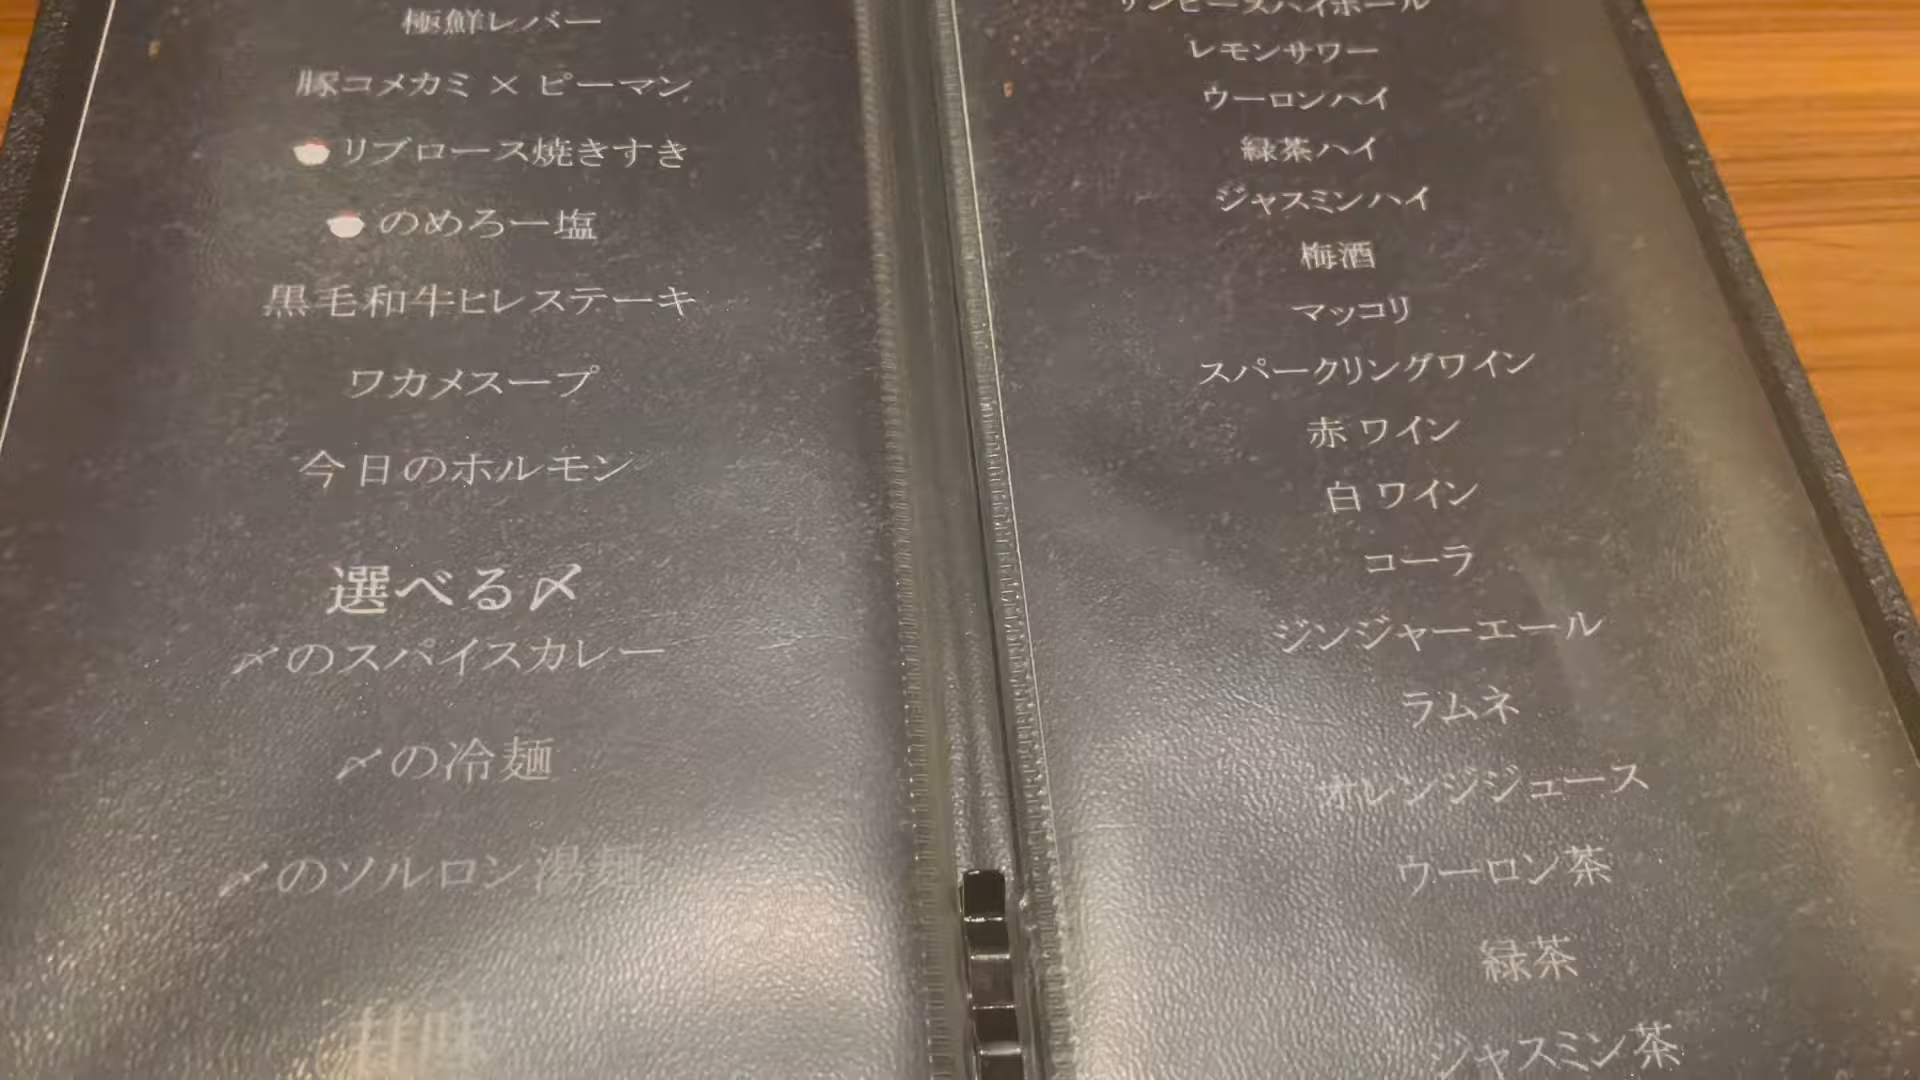 極鮮レバー
豚コメカミ × ピーマン
リブロース焼きすき
のめろー塩
黒毛和牛ヒレステーキ
ワカメスープ
今日のホルモン
選べる〆
〆のスパイスカレー
〆の冷麺
〆のソルロン湯麺
甘味
レモンサワー
ウーロンハイ
緑茶ハイ
ジャスミンハイ
梅酒
マッコリ
スパークリングワイン
赤 ワイン
白 ワイン
コーラ
ジンジャーエール
ラムネ
オレンジジュース
ウーロン茶
緑茶
ジャスミン茶